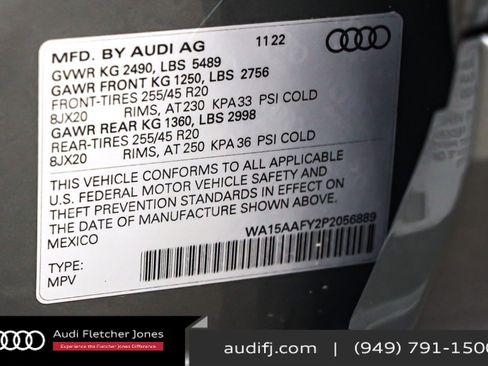 MFD. BY AUDI AG 11 22
GVWR KG 2490, LBS 5489
GAWR FRONT KG 1250, LBS 2756
FRONT-TIRES 255/45 R20
8JX20 RIMS, AT 230 KPA 33 PSI COLD
GAWR REAR KG 1360, LBS 2998
REAR-TIRES 255/45 R20
8JX20 RIMS, AT 250 KPA 36 PSI COLD
THIS VEHICLE CONFORMS TO ALL APPLICABLE
U.S. FEDERAL MOTOR VEHICLE SAFETY AND
THEFT PREVENTION STANDARDS IN EFFECT ON
THE DATE OF MANUFACTURE SHOWN ABOVE.
MEXICO
WA15AAFY2P2056889
TYPE:
MPV
Audi Fletcher Jones
Experience the Fletcher Jones Difference.
audifj.com | (949) 791-1500